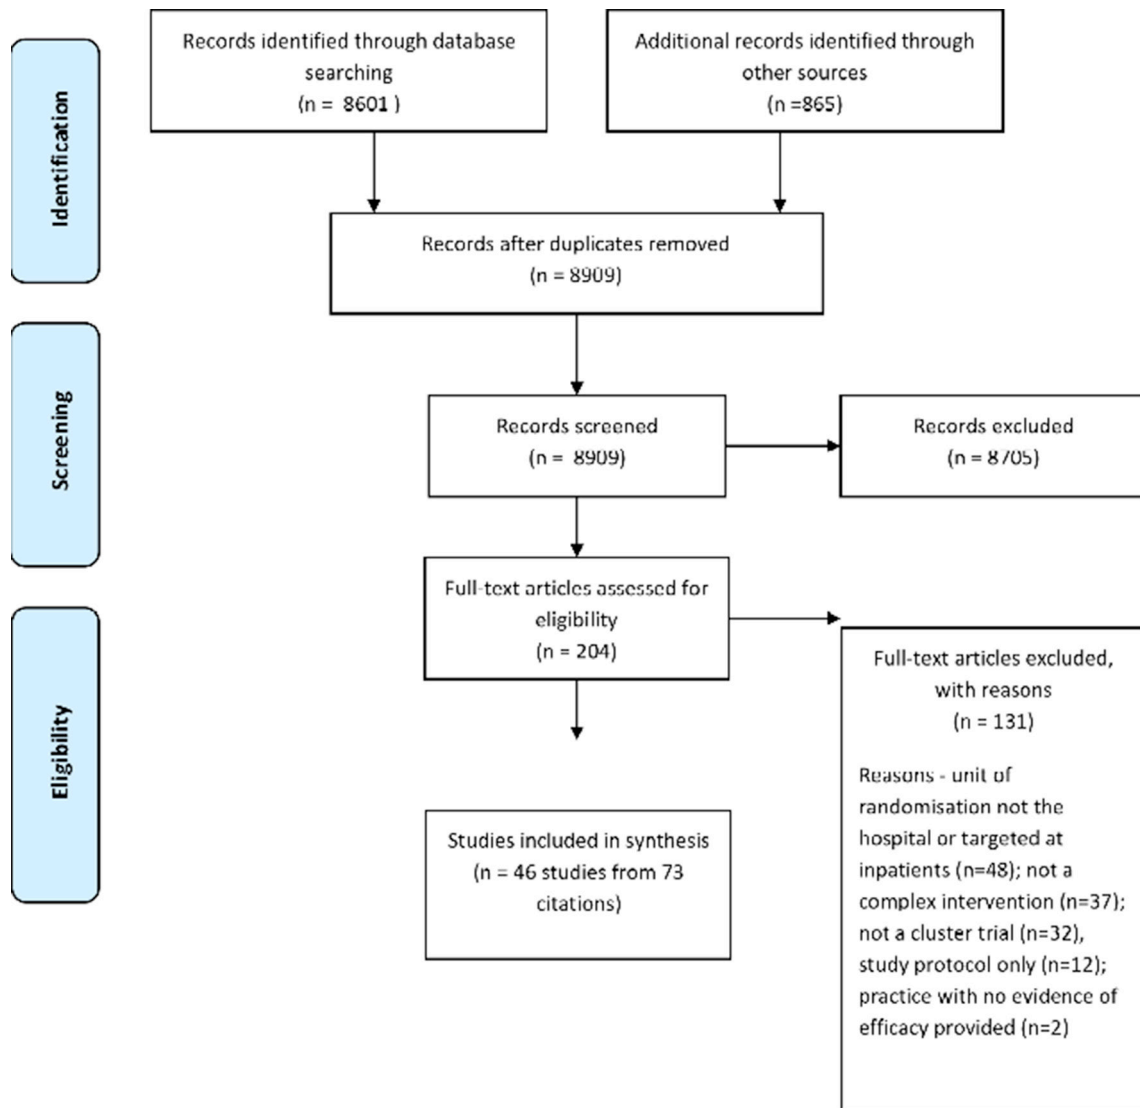 Identification
Records identified through database
searching
(n = 8601 )
Additional records identified through
other sources
(n =865)
Records after duplicates removed
(n = 8909)
Screening
Records screened
(n = 8909)
Records excluded
(n = 8705)
Eligibility
Full-text articles assessed for
eligibility
(n = 204)
Full-text articles excluded,
with reasons
(n = 131)
Reasons - unit of
randomisation not the
hospital or targeted at
inpatients (n=48); not a
complex intervention (n=37);
not a cluster trial (n=32),
study protocol only (n=12);
practice with no evidence of
efficacy provided (n=2)
Studies included in synthesis
(n = 46 studies from 73
citations)